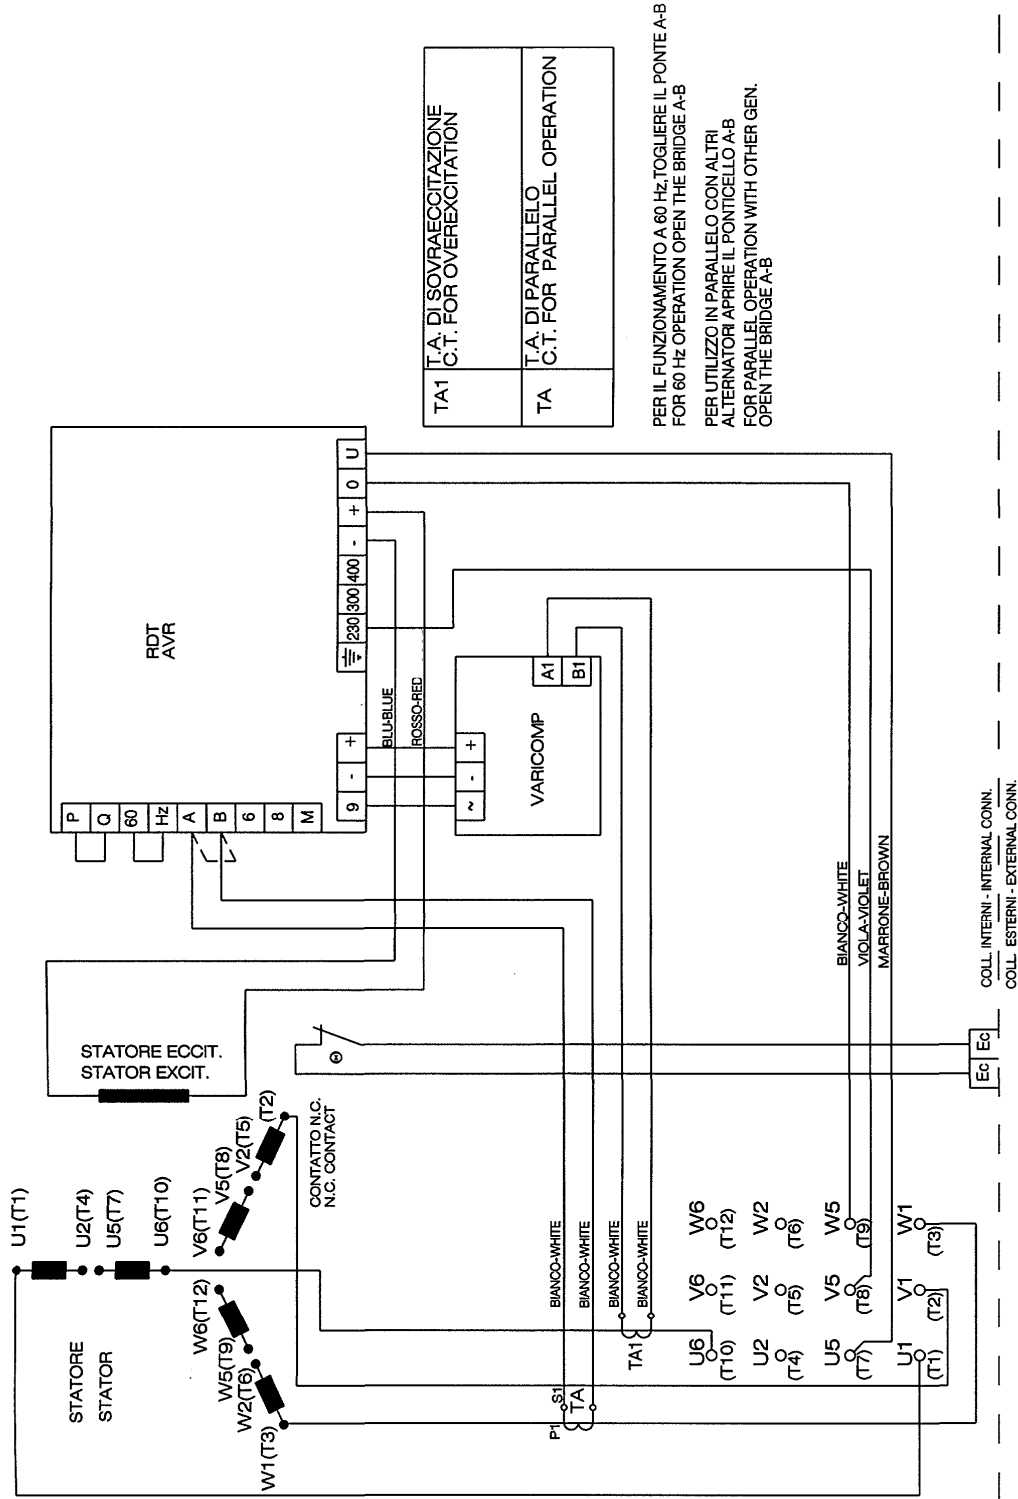 U1(T1)
U2(T4)
U5(T7)
U6(T10)
V6(T11)
V5(T8)
V2(T5)
(T2)
W6(T12)
W5(T9)
W2(T6)
W1(T3)
STATORE
STATOR
STATORE ECCIT.
STATOR EXCIT.
CONTATTO N.C.
N.C. CONTACT
Θ
P
Q
60
Hz
A
B
6
8
M
RDT
AVR
9
-
+
230
300
400
-
+
0
U
BLU-BLUE
ROSSO-RED
VARICOMP
~
-
+
A1
B1
TA1
T.A. DI SOVRAECCITAZIONE
C.T. FOR OVEREXCITATION
TA
T.A. DI PARALLELO
C.T. FOR PARALLEL OPERATION
PER IL FUNZIONAMENTO A 60 Hz,TOGLIERE IL PONTE A-B
FOR 60 Hz OPERATION OPEN THE BRIDGE A-B
PER UTILIZZO IN PARALLELO CON ALTRI
ALTERNATORI APRIRE IL PONTICELLO A-B
FOR PARALLEL OPERATION WITH OTHER GEN.
OPEN THE BRIDGE A-B
BIANCO-WHITE
BIANCO-WHITE
BIANCO-WHITE
BIANCO-WHITE
P1
S1
TA
TA1
BIANCO-WHITE
VIOLA-VIOLET
MARRONE-BROWN
U6
(T10)
V6
(T11)
W6
(T12)
U2
(T4)
V2
(T5)
W2
(T6)
U5
(T7)
V5
(T8)
W5
(T9)
U1
(T1)
V1
(T2)
W1
(T3)
Ec
Ec
COLL. INTERNI - INTERNAL CONN.
COLL. ESTERNI - EXTERNAL CONN.